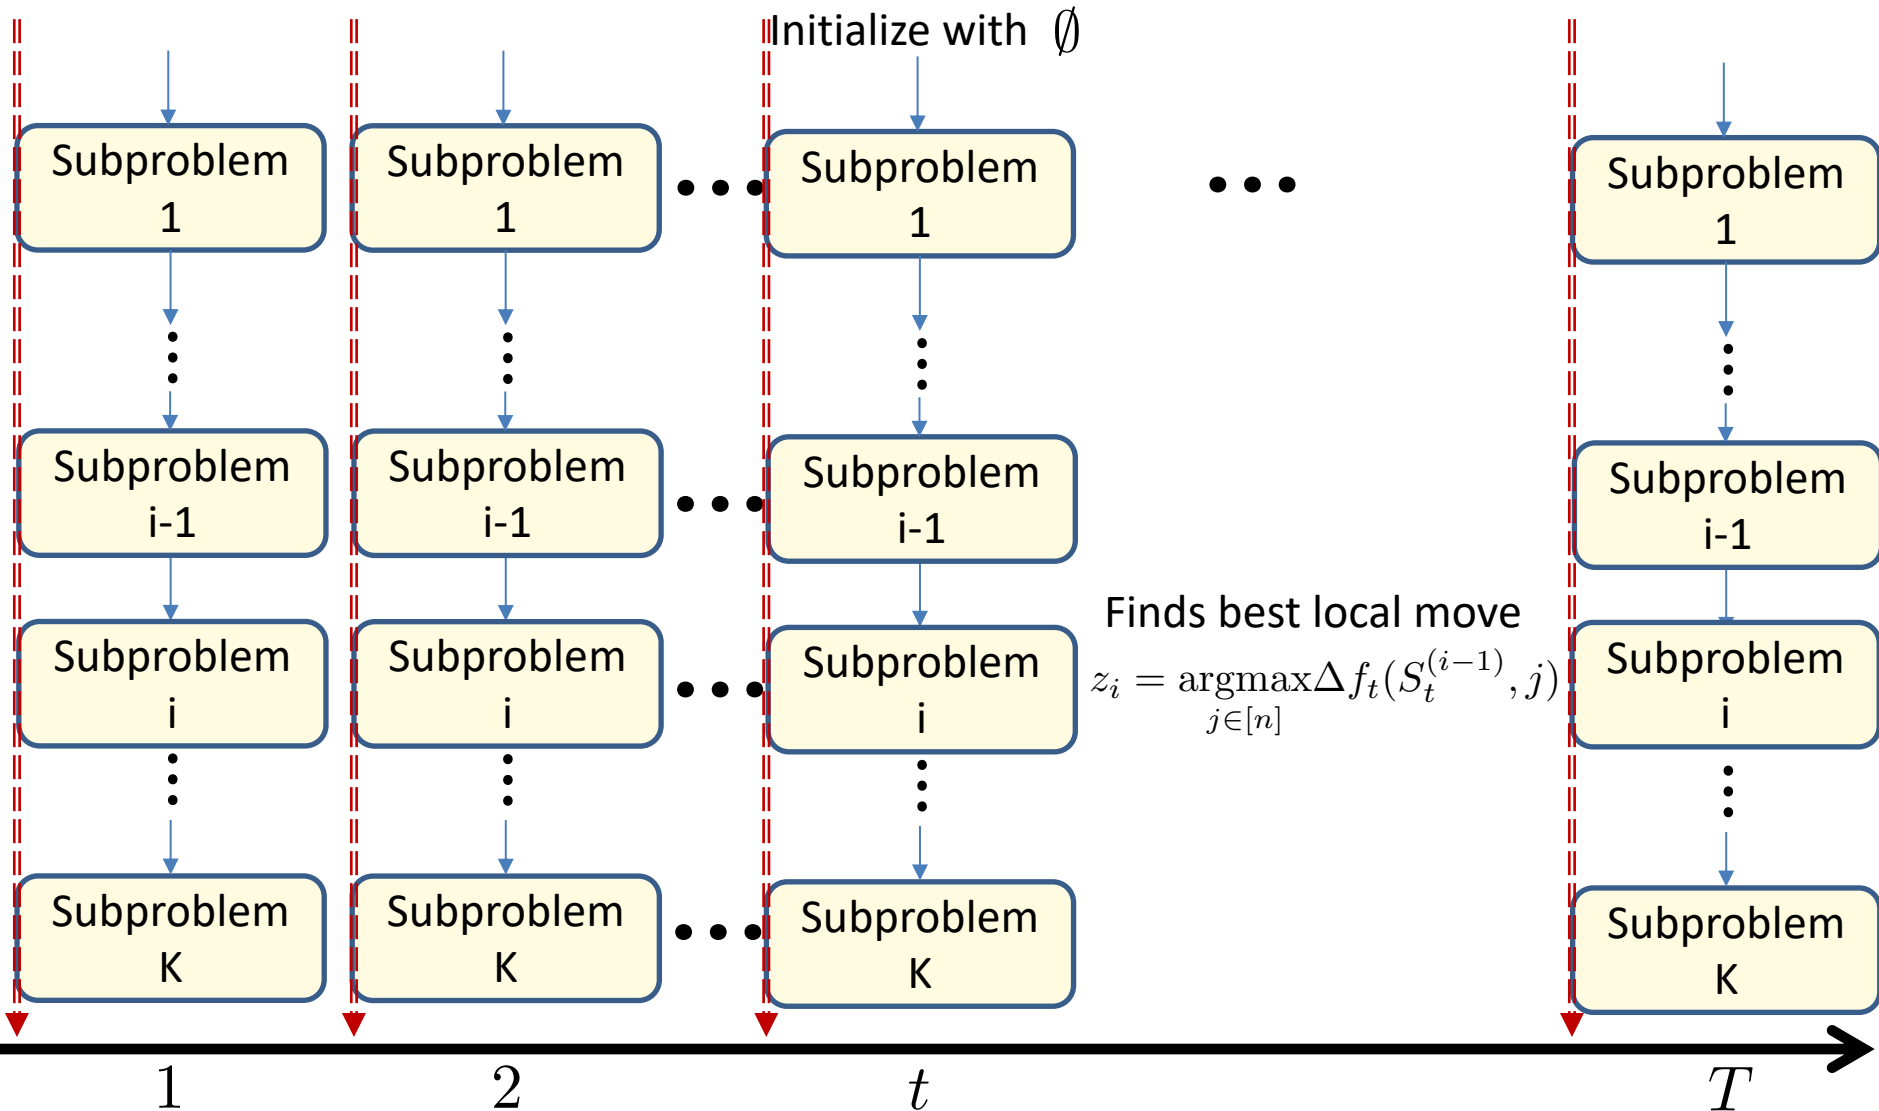 Initialize with ∅
Subproblem
1
Subproblem
1
Subproblem
1
Subproblem
1
Subproblem
i-1
Subproblem
i-1
Subproblem
i-1
Subproblem
i-1
Subproblem
i
Subproblem
i
Subproblem
i
Finds best local move
z_i = argmax_{j∈[n]} Δf_t(S_t^{(i−1)}, j)
Subproblem
i
Subproblem
K
Subproblem
K
Subproblem
K
Subproblem
K
1
2
t
T